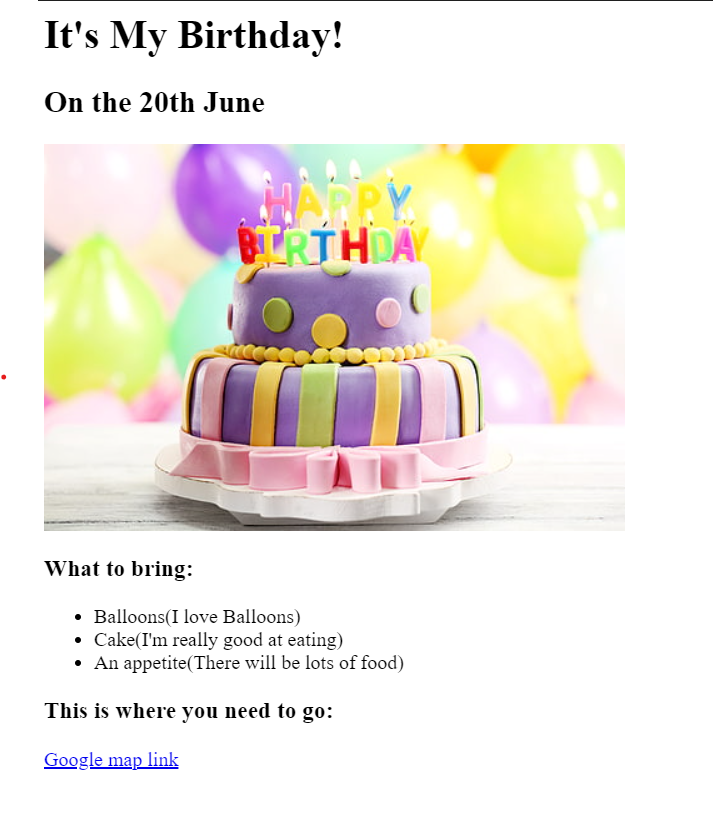 It's My Birthday!
On the 20th June
HAPPY
BIRTHDAY
What to bring:
Balloons(I love Balloons)
Cake(I'm really good at eating)
An appetite(There will be lots of food)
This is where you need to go:
Google map link